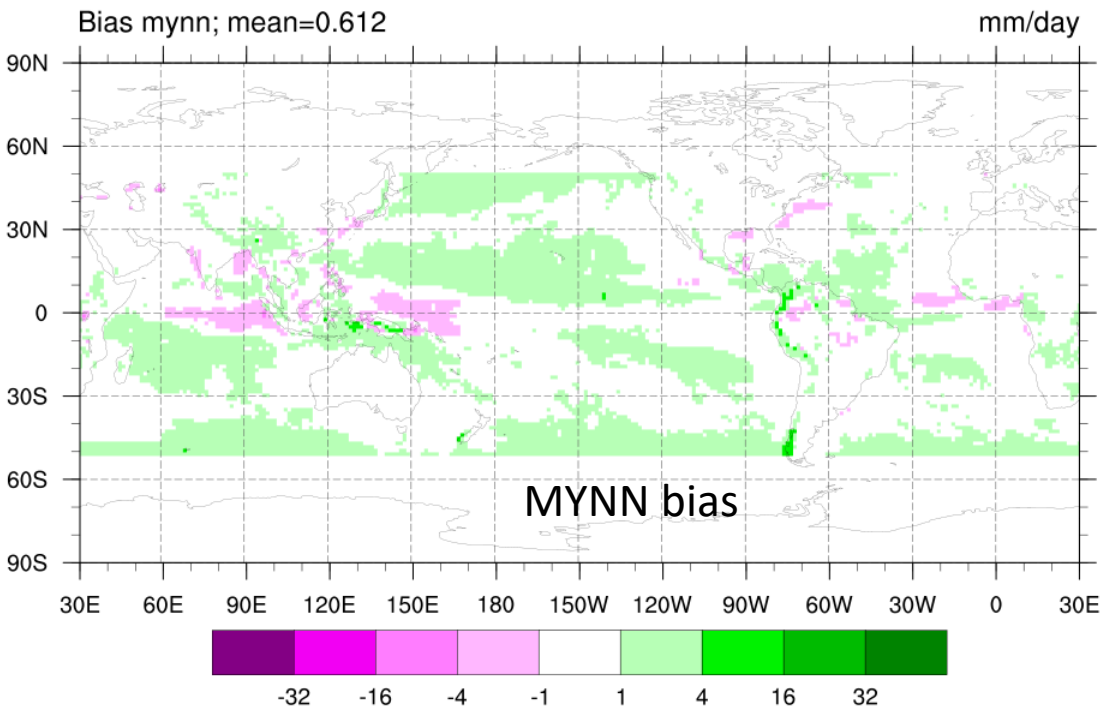 Bias mynn; mean=0.612 mm/day
90N
60N
30N
0
30S
60S
90S
MYNN bias
30E 60E 90E 120E 150E 180 150W 120W 90W 60W 30W 0 30E
-32 -16 -4 -1 1 4 16 32